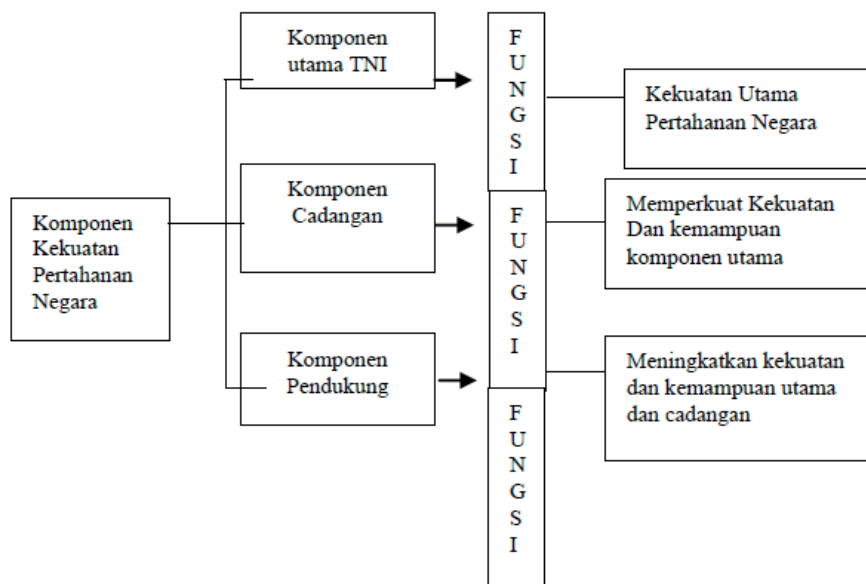 Komponen
Kekuatan
Pertahanan
Negara
Komponen
utama TNI
F
U
N
G
S
I
Kekuatan Utama
Pertahanan Negara
Komponen
Cadangan
F
U
N
G
S
I
Memperkuat Kekuatan
Dan kemampuan
komponen utama
Komponen
Pendukung
F
U
N
G
S
I
Meningkatkan kekuatan
dan kemampuan utama
dan cadangan